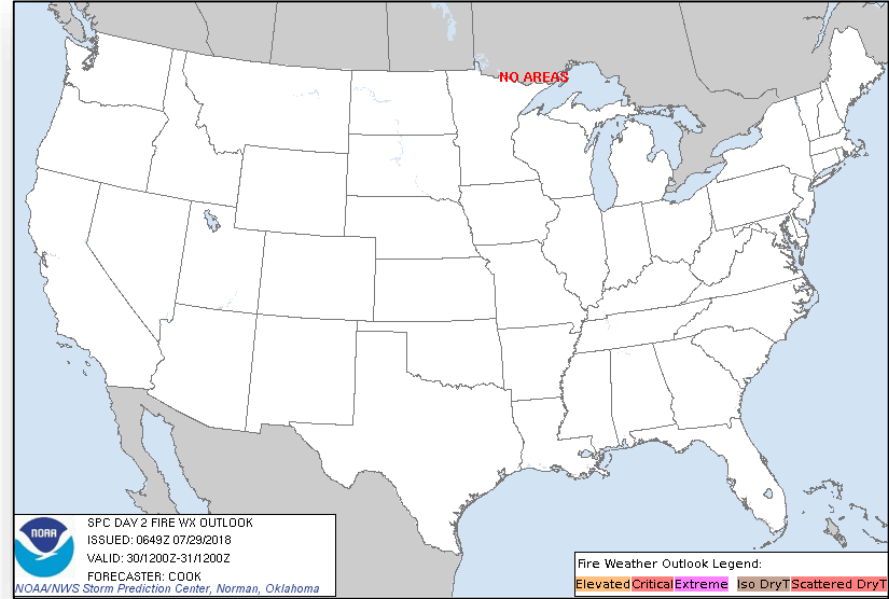 NO AREAS
NOAA
SPC DAY 2 FIRE WX OUTLOOK
ISSUED: 0649Z 07/29/2018
VALID: 30/1200Z-31/1200Z
FORECASTER: COOK
NOAA/NWS Storm Prediction Center, Norman, Oklahoma
Fire Weather Outlook Legend:
Elevated Critical Extreme Iso DryT Scattered DryT